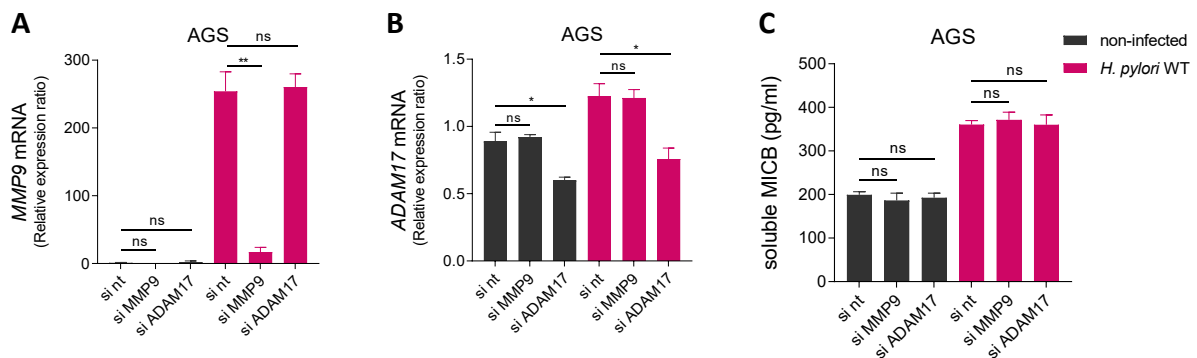 A
AGS
MMP9 mRNA
(Relative expression ratio)
300
200
100
0
ns
ns
**
ns
si nt
si MMP9
si ADAM17
si nt
si MMP9
si ADAM17
B
AGS
ADAM17 mRNA
(Relative expression ratio)
1.5
1.0
0.5
0.0
*
ns
*
ns
si nt
si MMP9
si ADAM17
si nt
si MMP9
si ADAM17
C
AGS
soluble MICB (pg/ml)
500
400
300
200
100
0
ns
ns
ns
ns
si nt
si MMP9
si ADAM17
si nt
si MMP9
si ADAM17
non-infected
H. pylori WT